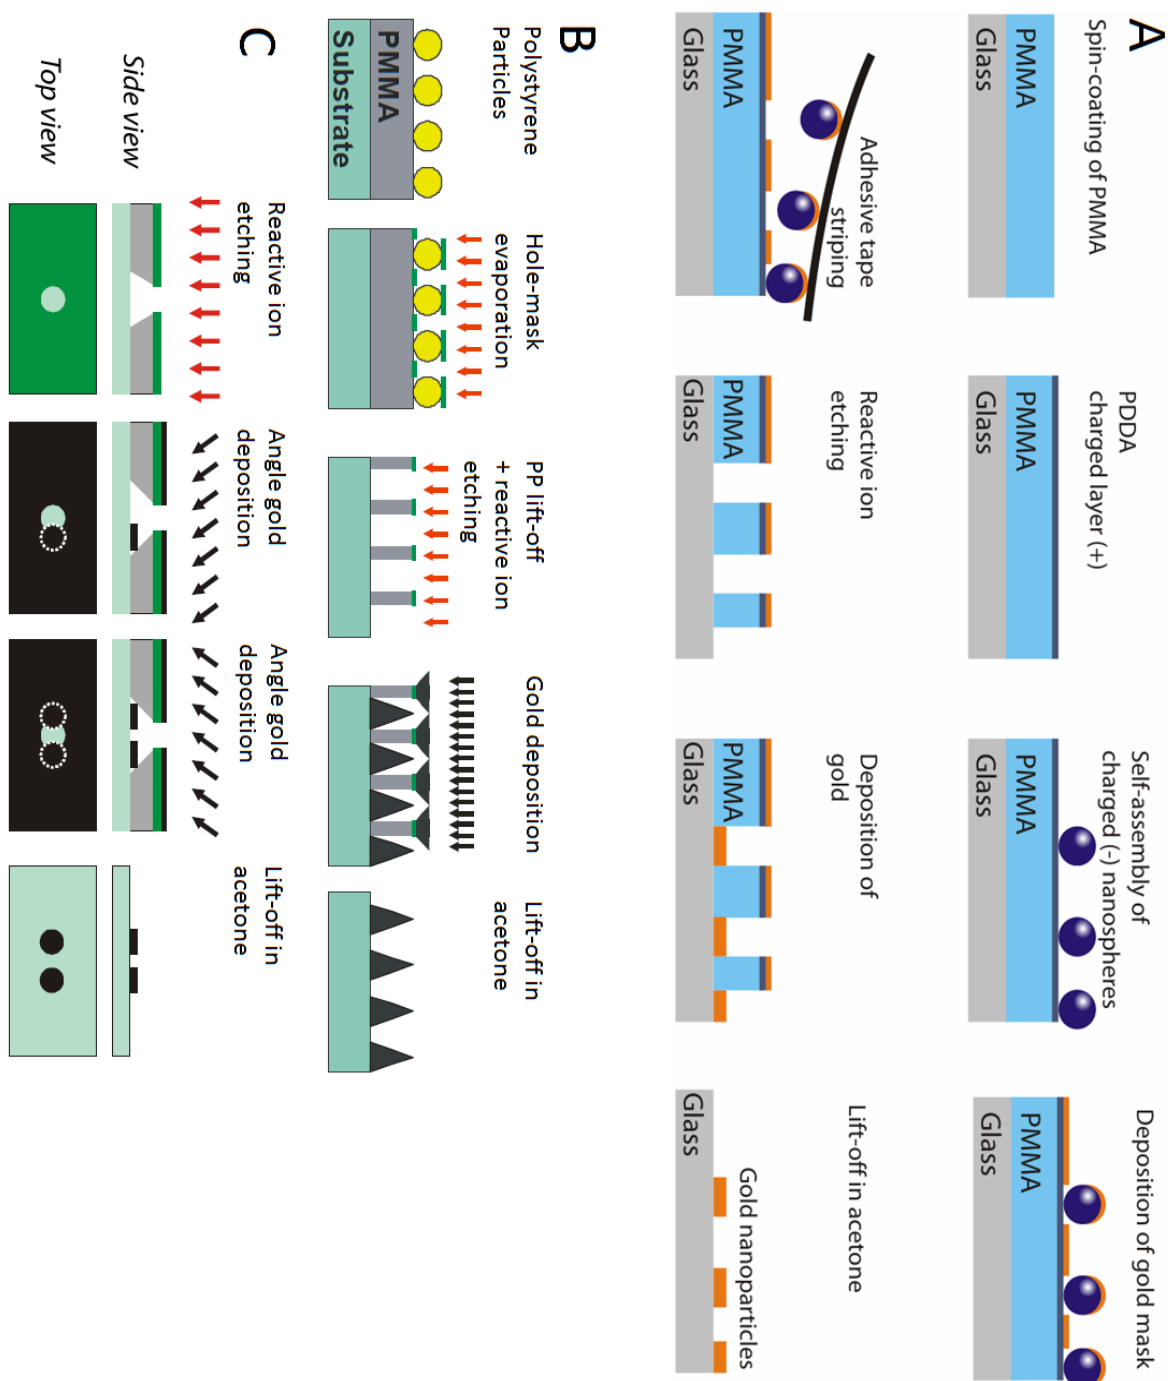 A
Spin-coating of PMMA
PMMA
Glass
PDDA
charged layer (+)
PMMA
Glass
Self-assembly of
charged (-) nanospheres
PMMA
Glass
Deposition of gold mask
PMMA
Glass
Adhesive tape
striping
PMMA
Glass
Reactive ion
etching
PMMA
Glass
Deposition of
gold
PMMA
Glass
Lift-off in acetone
Gold nanoparticles
Glass
B
Polystyrene
Particles
PMMA
Substrate
Hole-mask
evaporation
PP lift-off
+ reactive ion
etching
Gold deposition
Lift-off in
acetone
C
Side view
Top view
Reactive ion
etching
Angle gold
deposition
Angle gold
deposition
Lift-off in
acetone